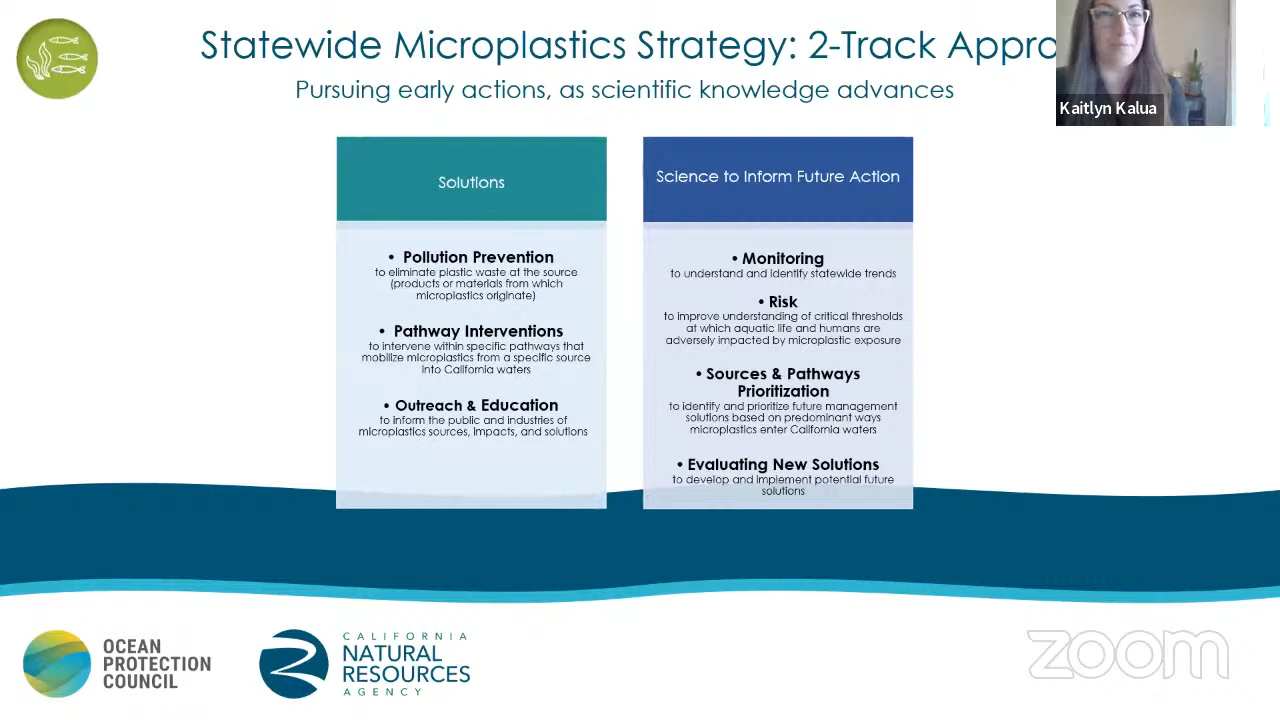 Statewide Microplastics Strategy: 2-Track Appro
Pursuing early actions, as scientific knowledge advances
Kaitlyn Kalua
Solutions
• Pollution Prevention
to eliminate plastic waste at the source
(products or materials from which
microplastics originate)
• Pathway Interventions
to intervene within specific pathways that
mobilize microplastics from a specific source
into California waters
• Outreach & Education
to inform the public and industries of
microplastics sources, impacts, and solutions
Science to Inform Future Action
• Monitoring
to understand and identify statewide trends
• Risk
to improve understanding of critical thresholds
at which aquatic life and humans are
adversely impacted by microplastic exposure
• Sources & Pathways
Prioritization
to identify and prioritize future management
solutions based on predominant ways
microplastics enter California waters
• Evaluating New Solutions
to develop and implement potential future
solutions
OCEAN
PROTECTION
COUNCIL
CALIFORNIA
NATURAL
RESOURCES
AGENCY
zoom